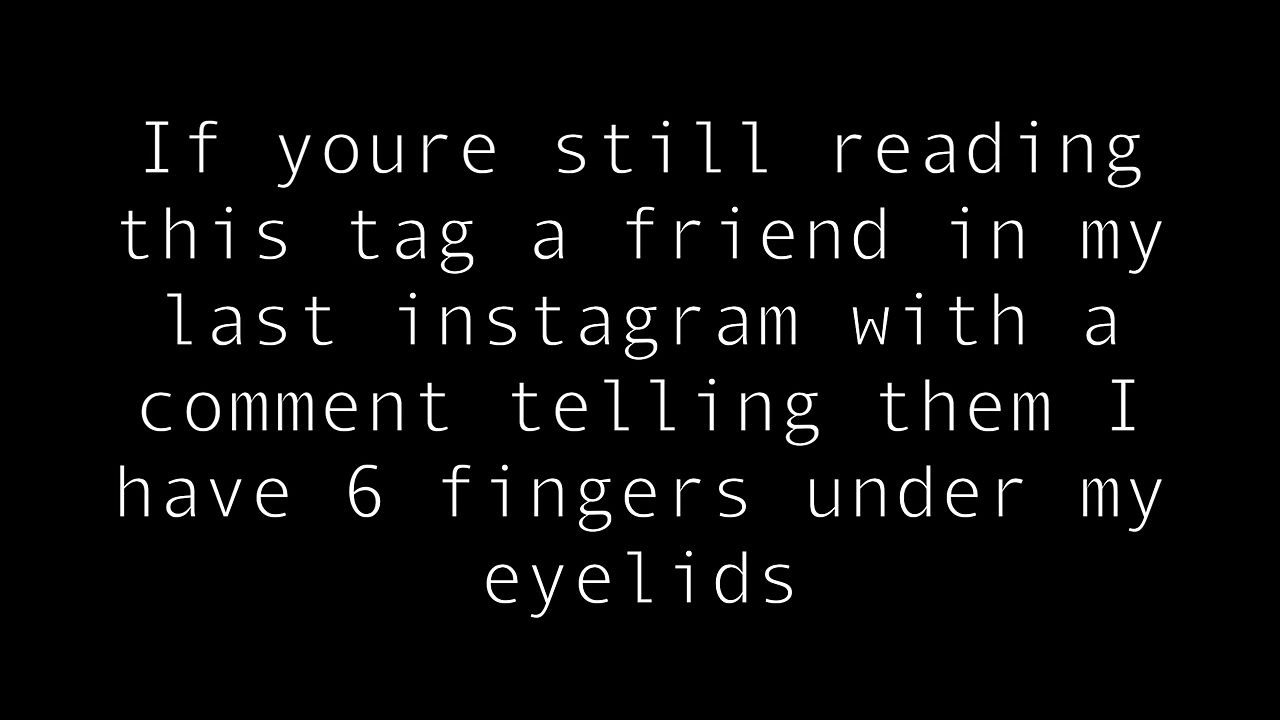 If youre still reading
this tag a friend in my
last instagram with a
comment telling them I
have 6 fingers under my
eyelids